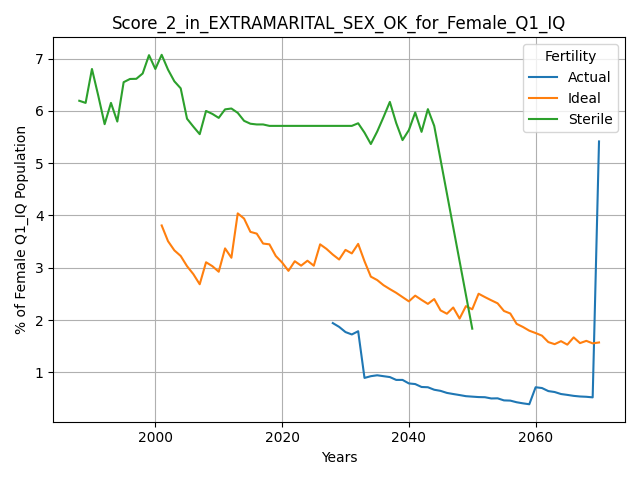 Score_2_in_EXTRAMARITAL_SEX_OK_for_Female_Q1_IQ
Fertility
Actual
Ideal
Sterile
% of Female Q1_IQ Population
7
6
5
4
3
2
1
2000
2020
2040
2060
Years